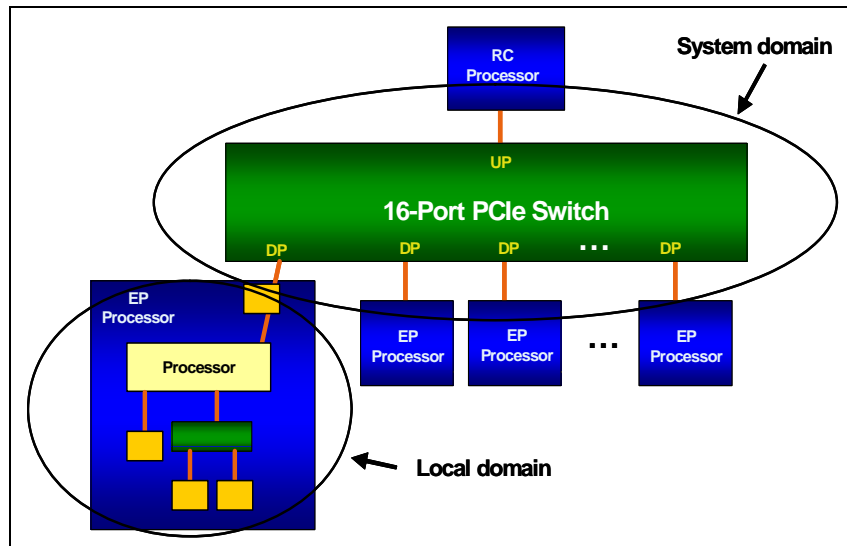 System domain
RC
Processor
UP
16-Port PCIe Switch
DP
DP
DP
...
DP
EP
Processor
EP
Processor
EP
Processor
...
EP
Processor
Processor
Local domain